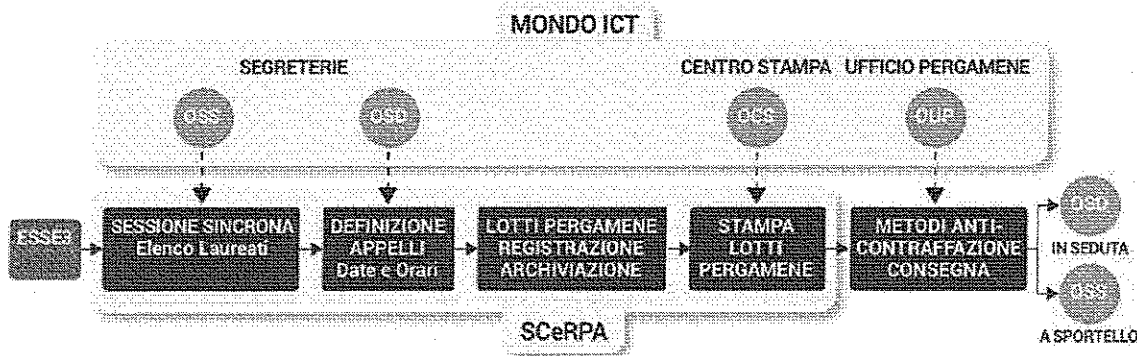 MONDO ICT
SEGRETERIE
CENTRO STAMPA
UFFICIO PERGAMENE
OSS
OSD
OCS
OUP
ESSE3
SESSIONE SINCRONA
Elenco Laureati
DEFINIZIONE
APPELLI
Date e Orari
LOTTI PERGAMENE
REGISTRAZIONE
ARCHIVIAZIONE
STAMPA
LOTTI
PERGAMENE
METODI ANTI-
CONTRAFFAZIONE
CONSEGNA
OSD
IN SEDUTA
OSS
A SPORTELLO
SCeRPA